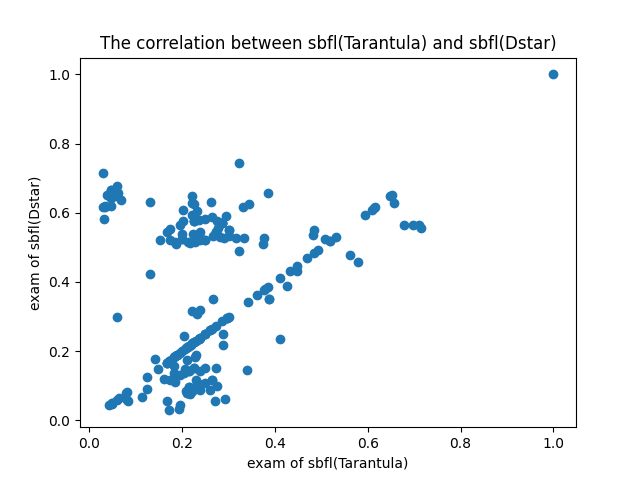 The correlation between sbfl(Tarantula) and sbfl(Dstar)
1.0
0.8
0.6
0.4
0.2
0.0
exam of sbfl(Dstar)
0.0 0.2 0.4 0.6 0.8 1.0
exam of sbfl(Tarantula)